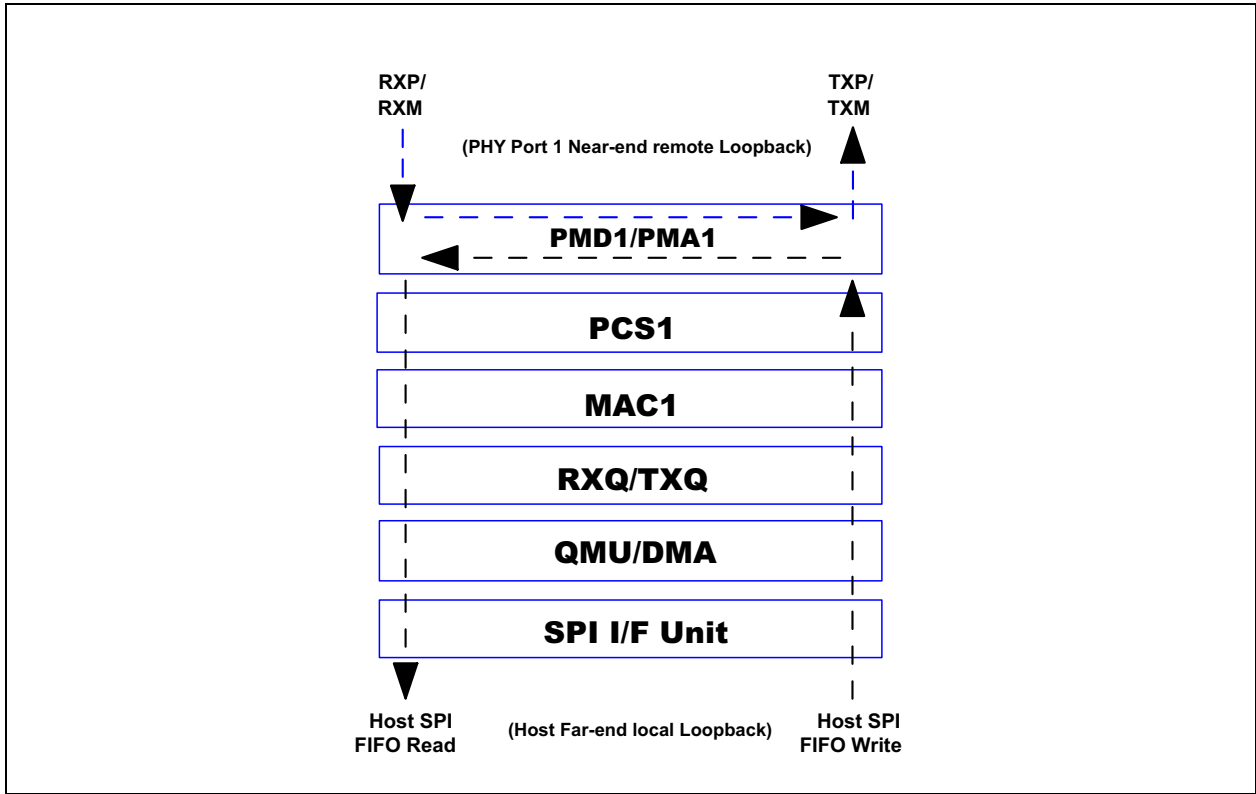 RXP/
RXM
TXP/
TXM
(PHY Port 1 Near-end remote Loopback)
PMD1/PMA1
PCS1
MAC1
RXQ/TXQ
QMU/DMA
SPI I/F Unit
Host SPI
FIFO Read
(Host Far-end local Loopback)
Host SPI
FIFO Write